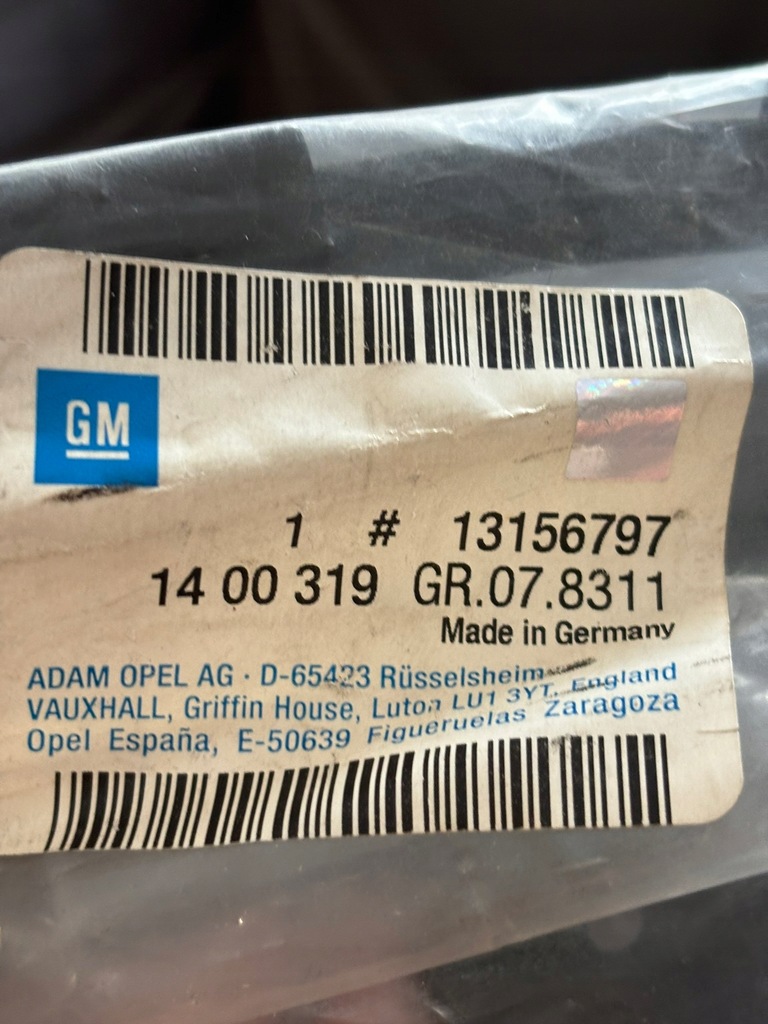 GM
1 # 13156797
14 00 319 GR.07.8311
Made in Germany
ADAM OPEL AG · D-65423 Rüsselsheim
VAUXHALL, Griffin House, Luton LU1 3YT, England
Opel España, E-50639 Figueruelas Zaragoza